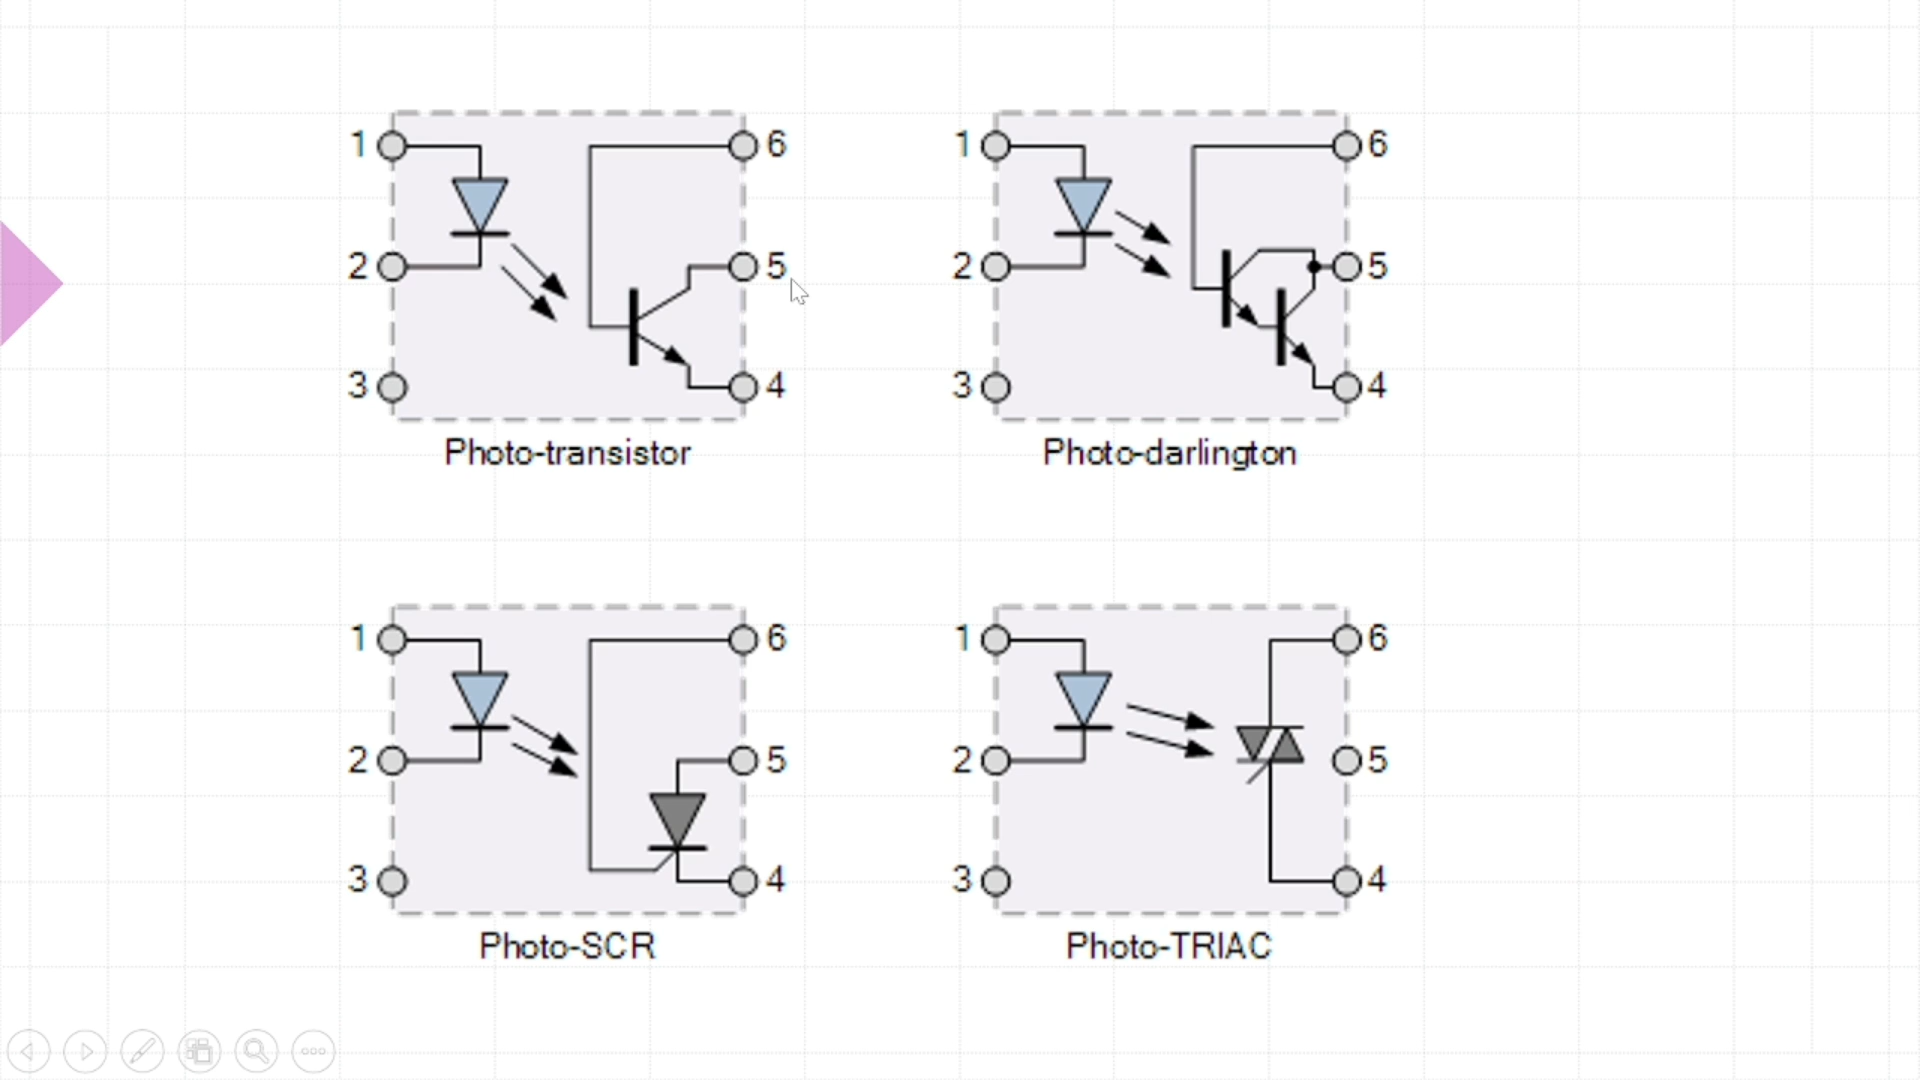 1 6 1 6
2 5 2 5
3 4 3 4
Photo-transistor Photo-darlington
1 6 1 6
2 5 2 5
3 4 3 4
Photo-SCR Photo-TRIAC